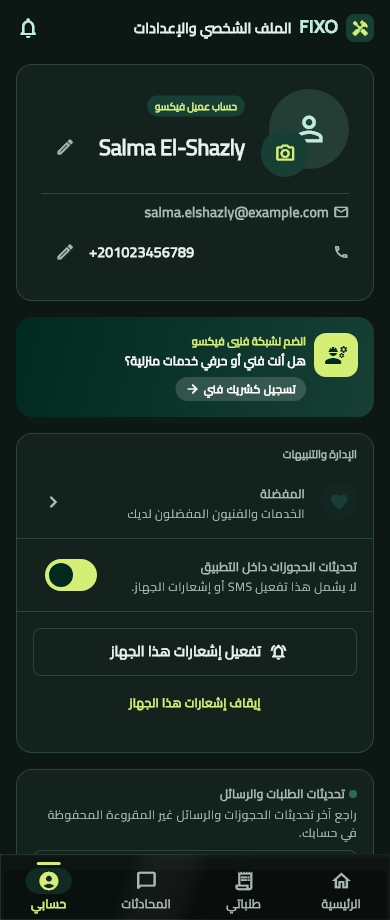 FIXO الملف الشخصي والإعدادات
حساب عميل فيكسو
Salma El-Shazly
salma.elshazly@example.com
+201023456789
انضم لشبكة فنيي فيكسو
هل أنت فني أو حرفي خدمات منزلية؟
تسجيل كشريك فني →
الإدارة والتنبيهات
المفضلة
الخدمات والفنيون المفضلون لديك
تحديثات الحجوزات داخل التطبيق
لا يشمل هذا تفعيل SMS أو إشعارات الجهاز.
تفعيل إشعارات هذا الجهاز
إيقاف إشعارات هذا الجهاز
تحديثات الطلبات والرسائل
راجع آخر تحديثات الحجوزات والرسائل غير المقروءة المحفوظة
في حسابك.
الرئيسية
طلباتي
المحادثات
حسابي